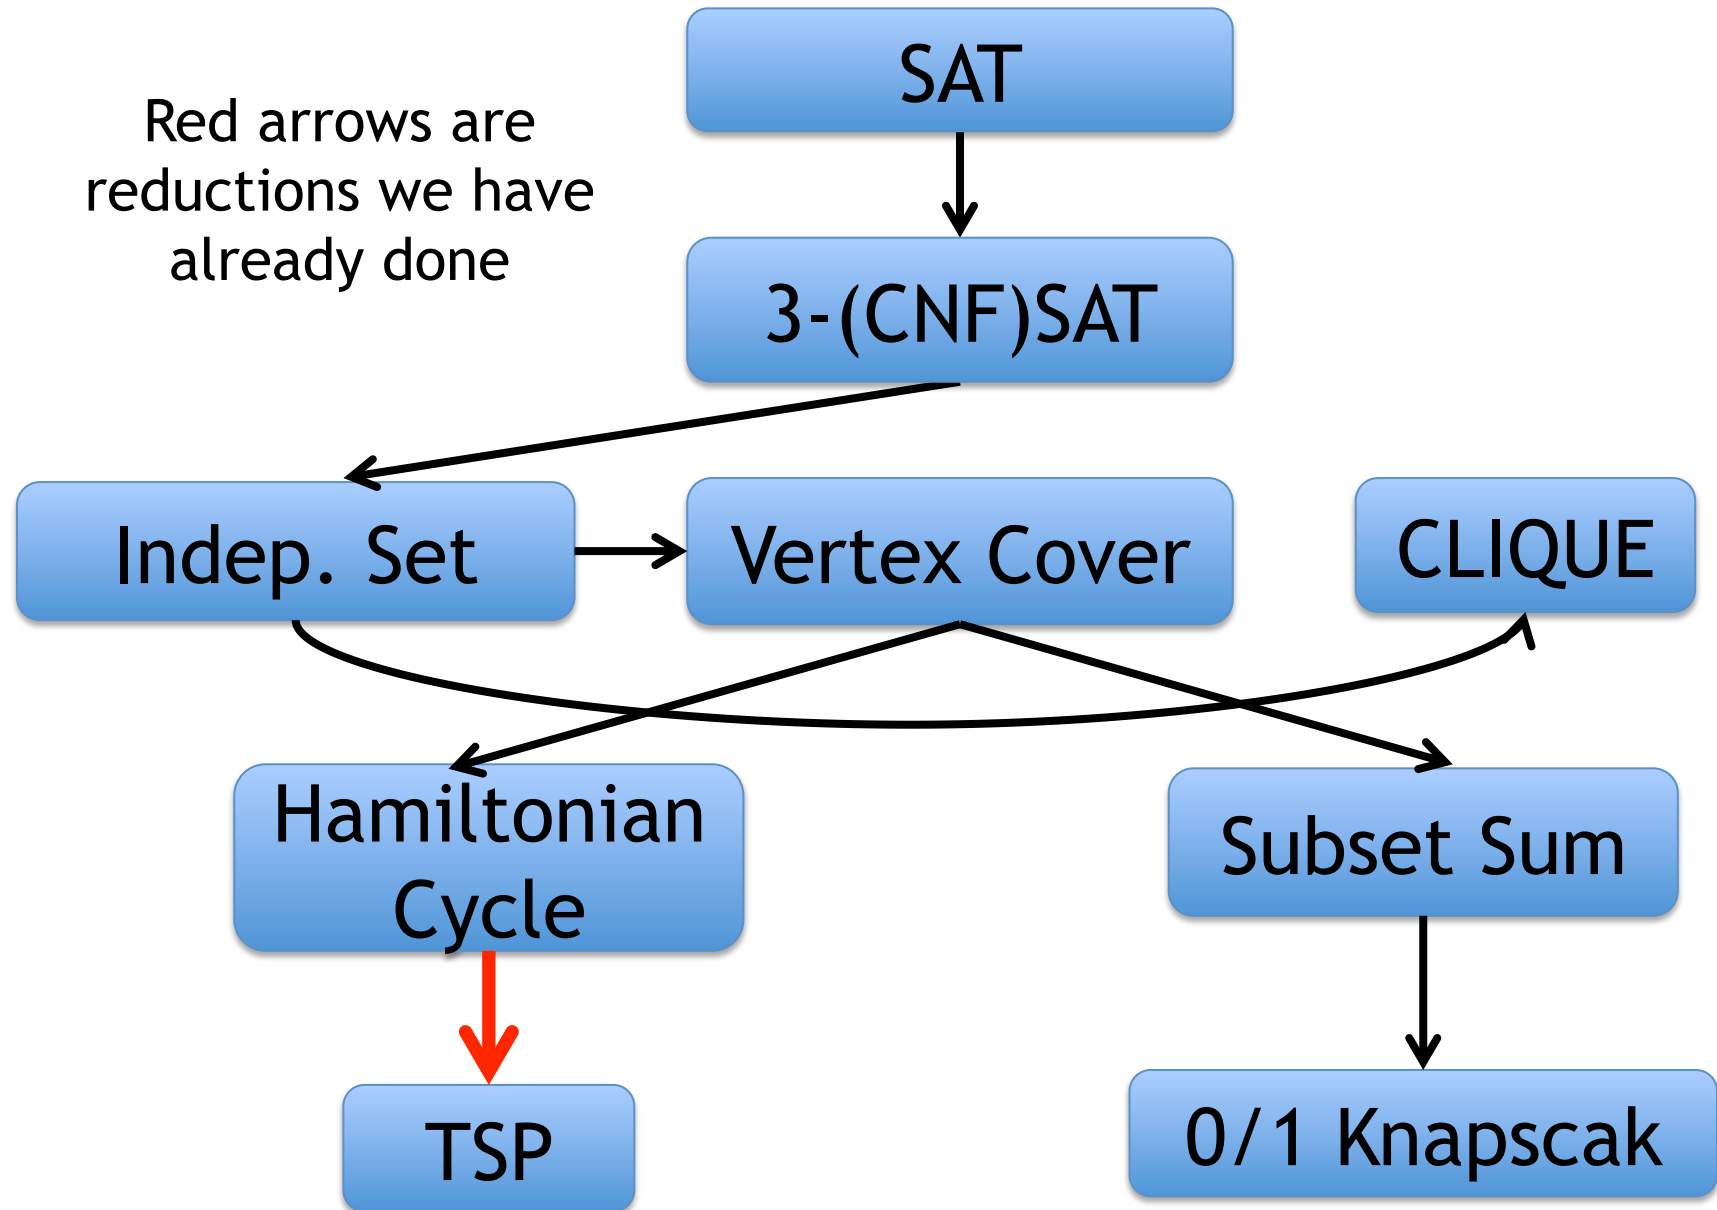 SAT
Red arrows are
reductions we have
already done
3-(CNF)SAT
Indep. Set
Vertex Cover
CLIQUE
Hamiltonian
Cycle
Subset Sum
TSP
0/1 Knapscak